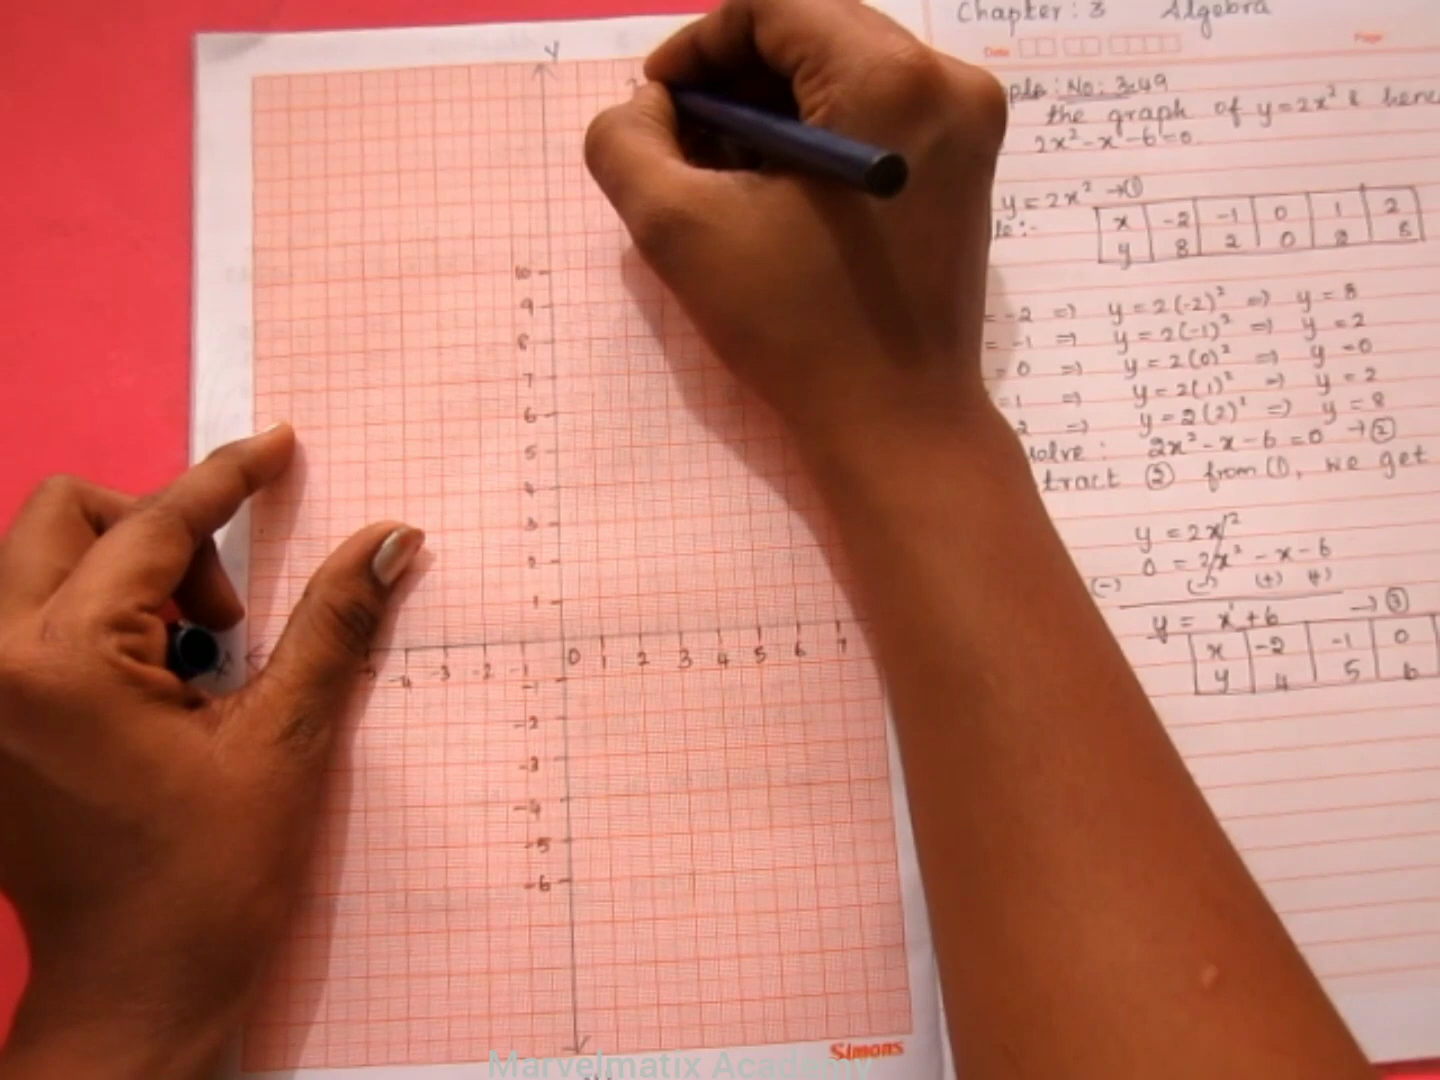 Chapter: 3 Algebra
Date Page
ple: No: 3.49
the graph of y=2x² & henc
2x²-x-6=0.
y = 2x² →①
le:-
x -2 -1 0 1 2
y 8 2 0 2 8
= -2 => y = 2(-2)² => y = 8
= -1 => y = 2(-1)² => y = 2
= 0 => y = 2(0)² => y = 0
=1 => y = 2(1)² => y = 2
2 => y = 2(2)² => y = 8
solve: 2x²-x-6=0 →②
tract ② from ①, we get
y = 2x²
0 = 2x² - x - 6
(-) (-) (+) (+)
y = x+6 →③
x -2 -1 0
y 4 5 6
Y
10
9
8
7
6
5
4
3
2
1
-4 -3 -2 -1 0 1 2 3 4 5 6 7
-1
-2
-3
-4
-5
-6
Simons
Marvelmatix Academy